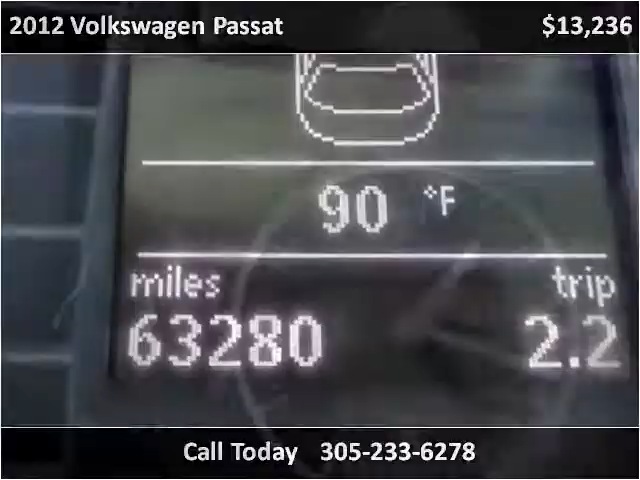 2012 Volkswagen Passat $13,236
90 °F
miles trip
63280 2.2
Call Today 305-233-6278